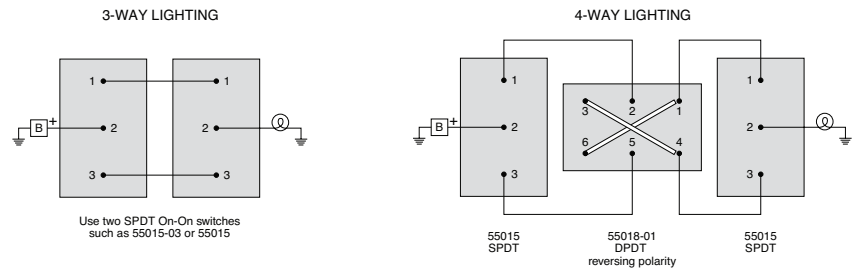 3-WAY LIGHTING
1 1
B + 2 2
3 3
Use two SPDT On-On switches
such as 55015-03 or 55015
4-WAY LIGHTING
1 1
3 2 1
B + 2 2
6 5 4
3 3
55015
SPDT
55018-01
DPDT
reversing polarity
55015
SPDT